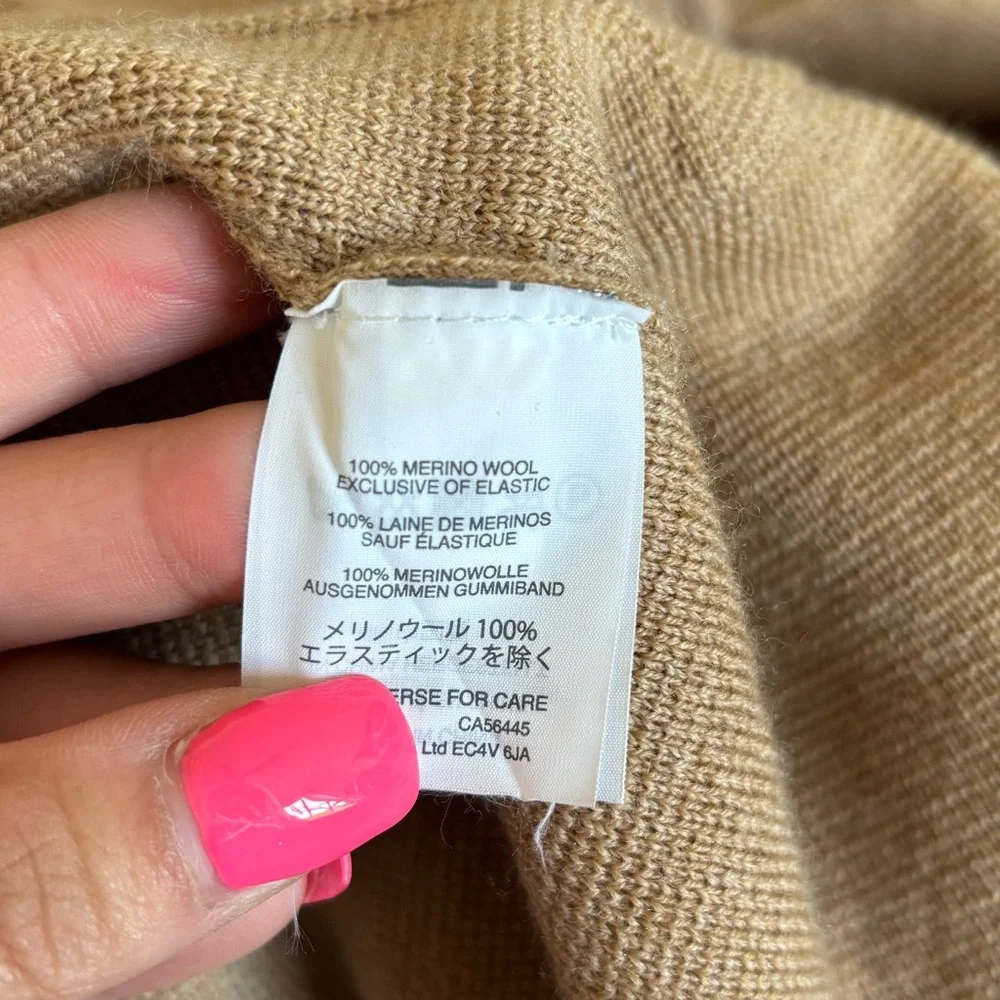 100% MERINO WOOL
EXCLUSIVE OF ELASTIC
100% LAINE DE MERINOS
SAUF ÉLASTIQUE
100% MERINOWOLLE
AUSGENOMMEN GUMMIBAND
メリノウール 100%
エラスティックを除く
FOR CARE
CA56445
Ltd EC4V 6JA